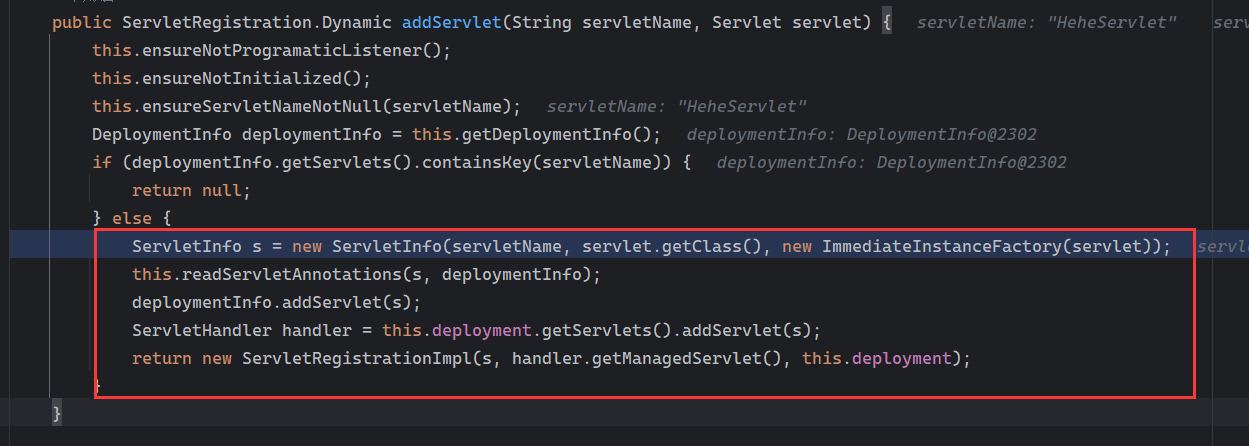 public ServletRegistration.Dynamic addServlet(String servletName, Servlet servlet) { servletName: "HeheServlet"
this.ensureNotProgramaticListener();
this.ensureNotInitialized();
this.ensureServletNameNotNull(servletName); servletName: "HeheServlet"
DeploymentInfo deploymentInfo = this.getDeploymentInfo(); deploymentInfo: DeploymentInfo@2302
if (deploymentInfo.getServlets().containsKey(servletName)) { deploymentInfo: DeploymentInfo@2302
return null;
} else {
ServletInfo s = new ServletInfo(servletName, servlet.getClass(), new ImmediateInstanceFactory(servlet));
this.readServletAnnotations(s, deploymentInfo);
deploymentInfo.addServlet(s);
ServletHandler handler = this.deployment.getServlets().addServlet(s);
return new ServletRegistrationImpl(s, handler.getManagedServlet(), this.deployment);
}
}